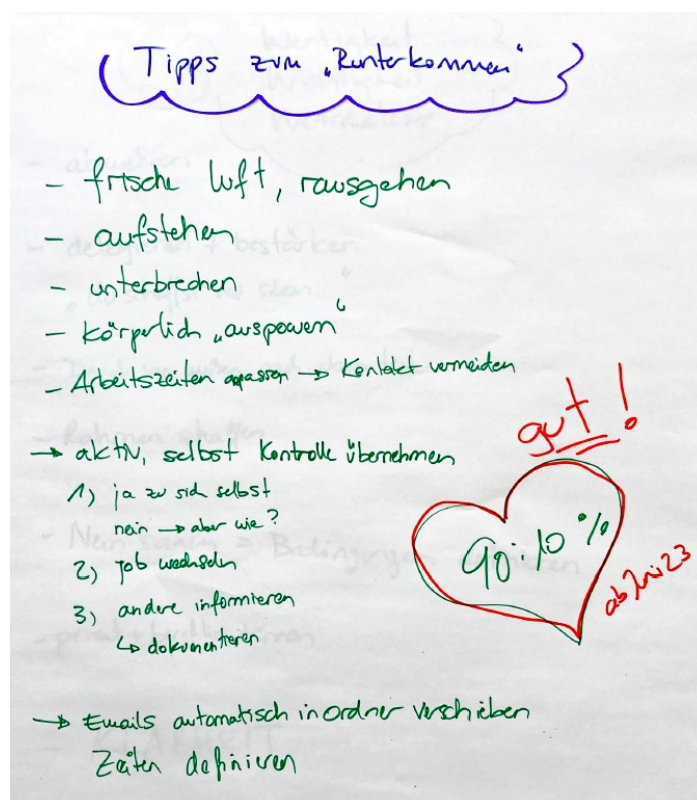 Tipps zum „Runterkommen“
- frische luft, rausgehen
- aufstehen
- unterbrechen
- körperlich „auspowern“
- Arbeitszeiten anpassen → Kontakt vermeiden
→ aktiv, selbst Kontrolle übernehmen
1) ja zu sich selbst
nein → aber wie?
2) Job wechseln
3) andere informieren
↳ dokumentieren
gut!
90:10 %
ab Juni 23
→ Emails automatisch in Ordner verschieben
Zeiten definieren